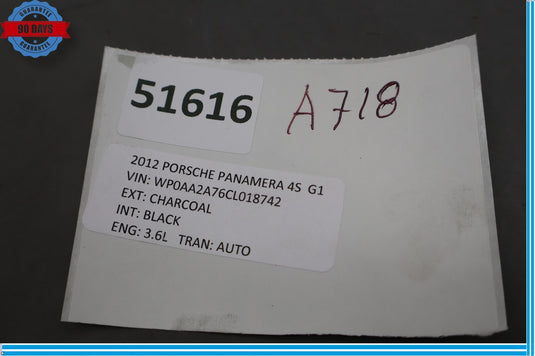 GUARANTEE
90 DAYS
GUARANTEE
51616
A718
2012 PORSCHE PANAMERA 4S G1
VIN: WP0AA2A76CL018742
EXT: CHARCOAL
INT: BLACK
ENG: 3.6L TRAN: AUTO